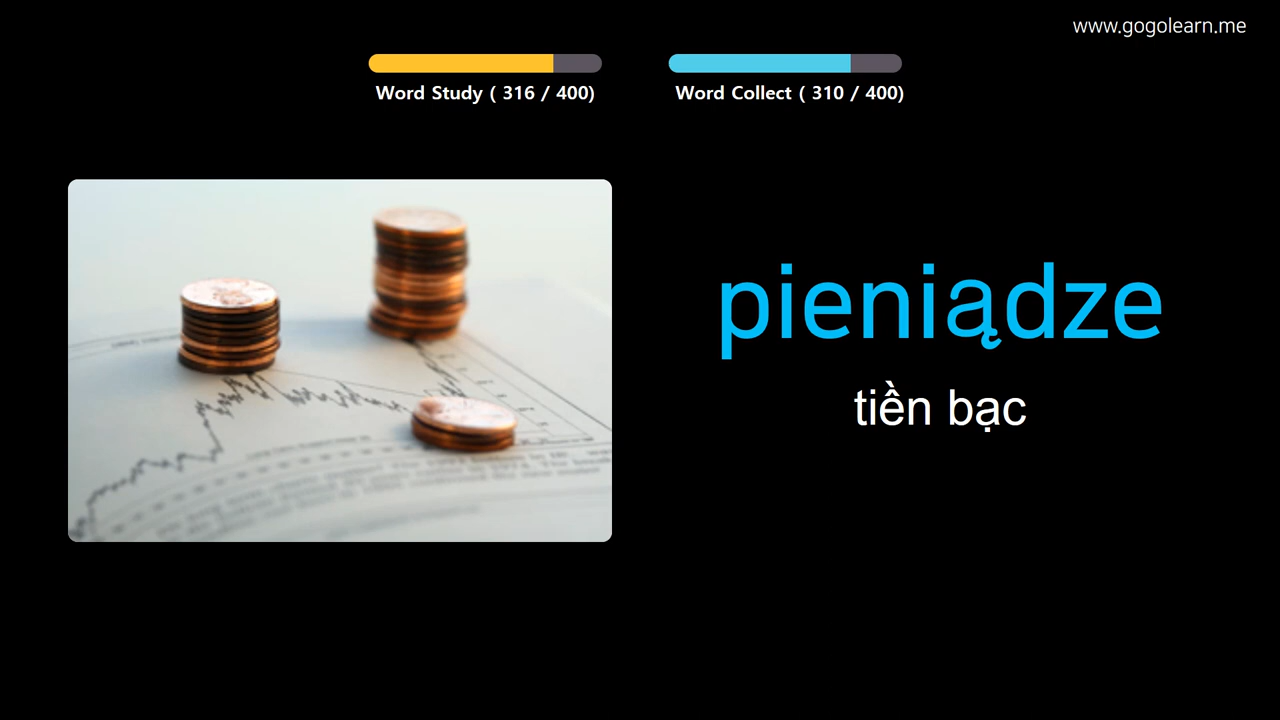 www.gogolearn.me
Word Study ( 316 / 400)
Word Collect ( 310 / 400)
pieniądze
tiền bạc